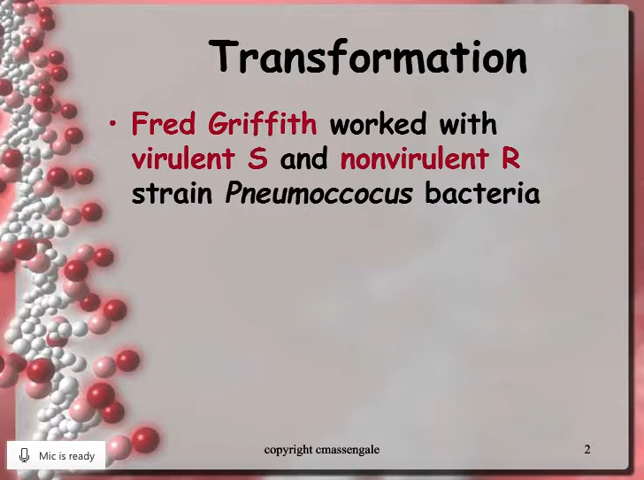 Transformation
• Fred Griffith worked with
virulent S and nonvirulent R
strain Pneumoccocus bacteria
Mic is ready
copyright cmassengale
2